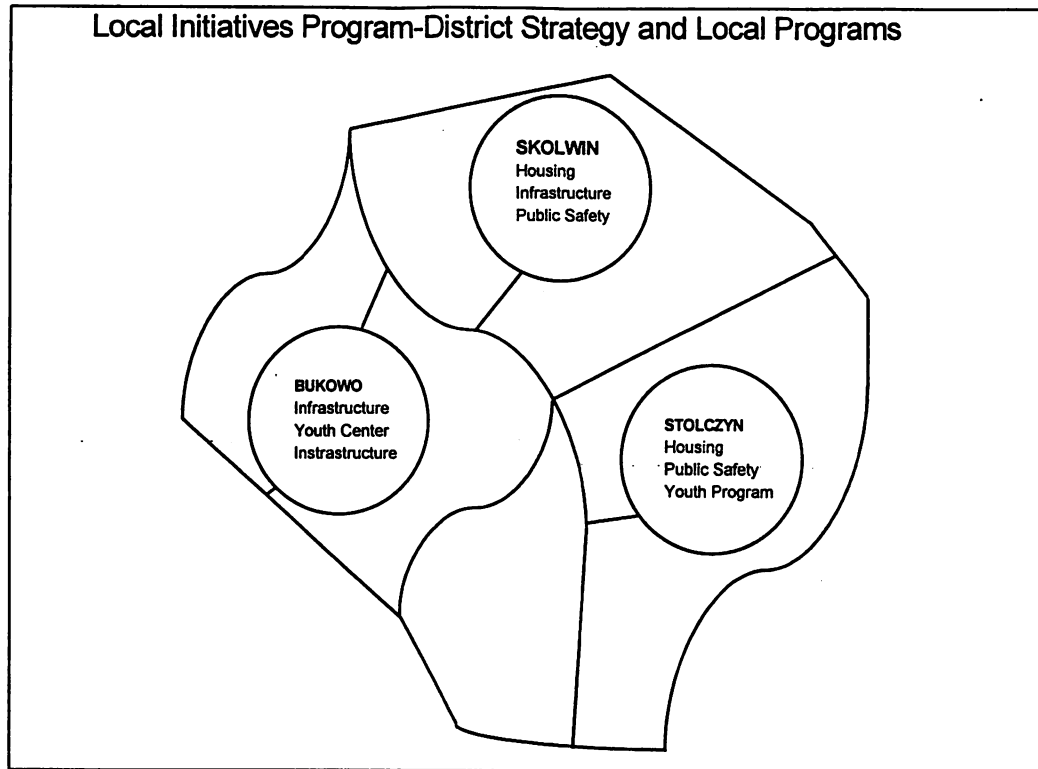 Local Initiatives Program-District Strategy and Local Programs
SKOLWIN
Housing
Infrastructure
Public Safety
BUKOWO
Infrastructure
Youth Center
Instrastructure
STOLCZYN
Housing
Public Safety
Youth Program